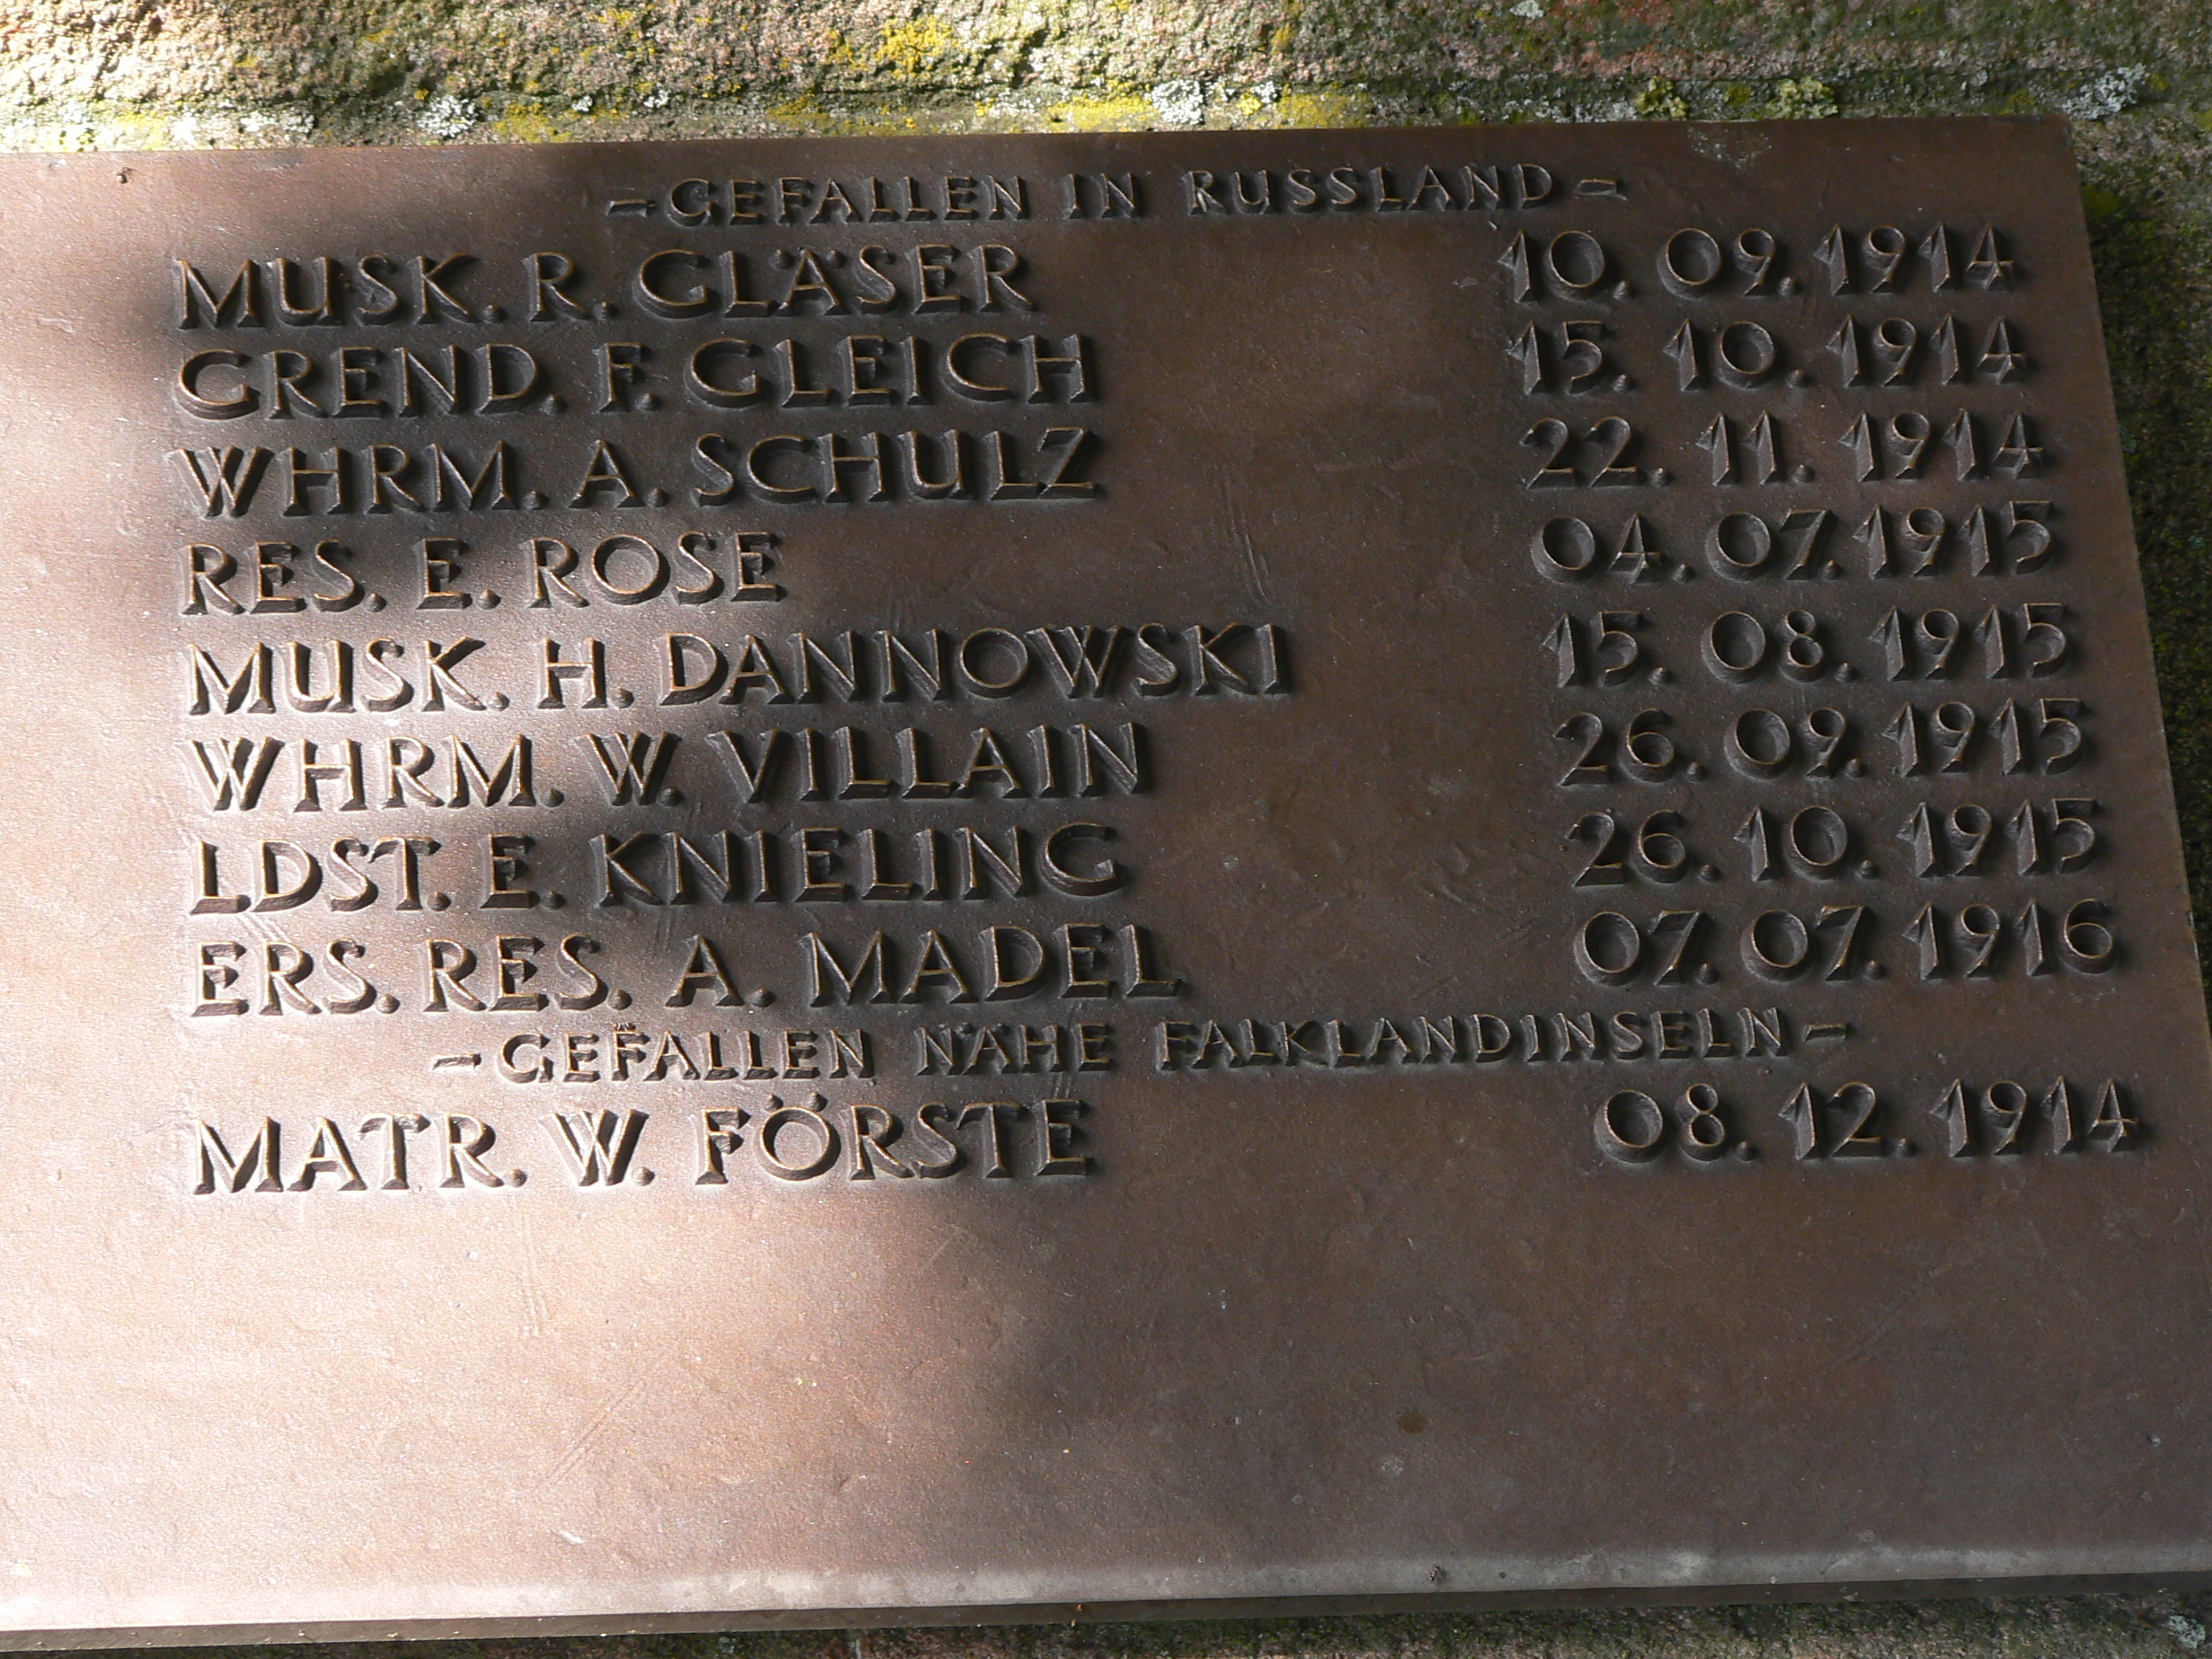 - GEFALLEN IN RUSSLAND -
MUSK. R. GLÄSER 10. 09. 1914
GREND. F. GLEICH 15. 10. 1914
WHRM. A. SCHULZ 22. 11. 1914
RES. E. ROSE 04. 07. 1915
MUSK. H. DANNOWSKI 15. 08. 1915
WHRM. W. VILLAIN 26. 09. 1915
LDST. E. KNIELING 26. 10. 1915
ERS. RES. A. MADEL 07. 07. 1916
- GEFALLEN NÄHE FALKLANDINSELN -
MATR. W. FÖRSTE 08. 12. 1914